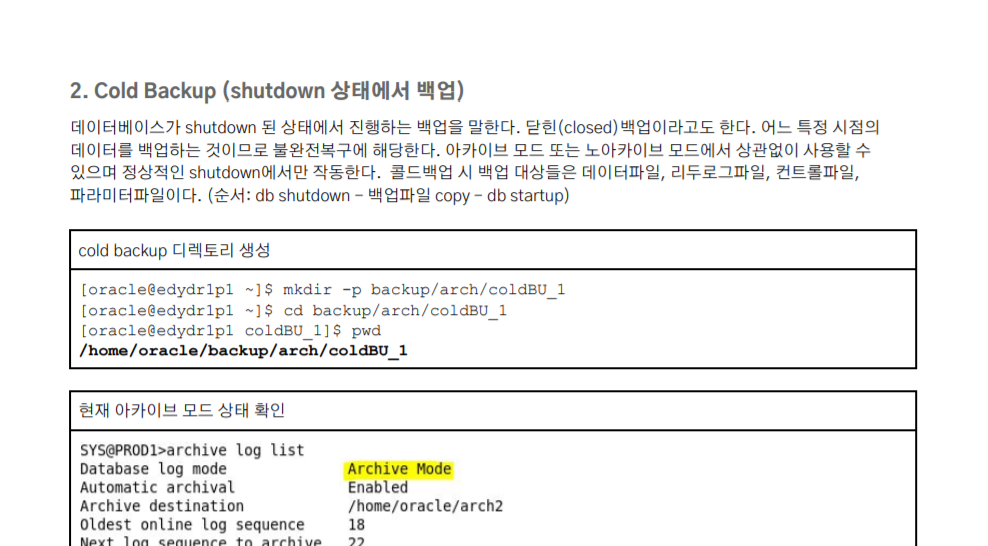 2. Cold Backup (shutdown 상태에서 백업)
데이터베이스가 shutdown 된 상태에서 진행하는 백업을 말한다. 닫힌(closed)백업이라고도 한다. 어느 특정 시점의
데이터를 백업하는 것이므로 불완전복구에 해당한다. 아카이브 모드 또는 노아카이브 모드에서 상관없이 사용할 수
있으며 정상적인 shutdown에서만 작동한다.  콜드백업 시 백업 대상들은 데이터파일, 리두로그파일, 컨트롤파일,
파라미터파일이다. (순서: db shutdown – 백업파일 copy – db startup)
cold backup 디렉토리 생성
[oracle@edydr1p1 ~]$ mkdir -p backup/arch/coldBU_1
[oracle@edydr1p1 ~]$ cd backup/arch/coldBU_1
[oracle@edydr1p1 coldBU_1]$ pwd
/home/oracle/backup/arch/coldBU_1
현재 아카이브 모드 상태 확인
SYS@PROD1>archive log list
Database log mode Archive Mode
Automatic archival Enabled
Archive destination /home/oracle/arch2
Oldest online log sequence 18
Next log sequence to archive 22